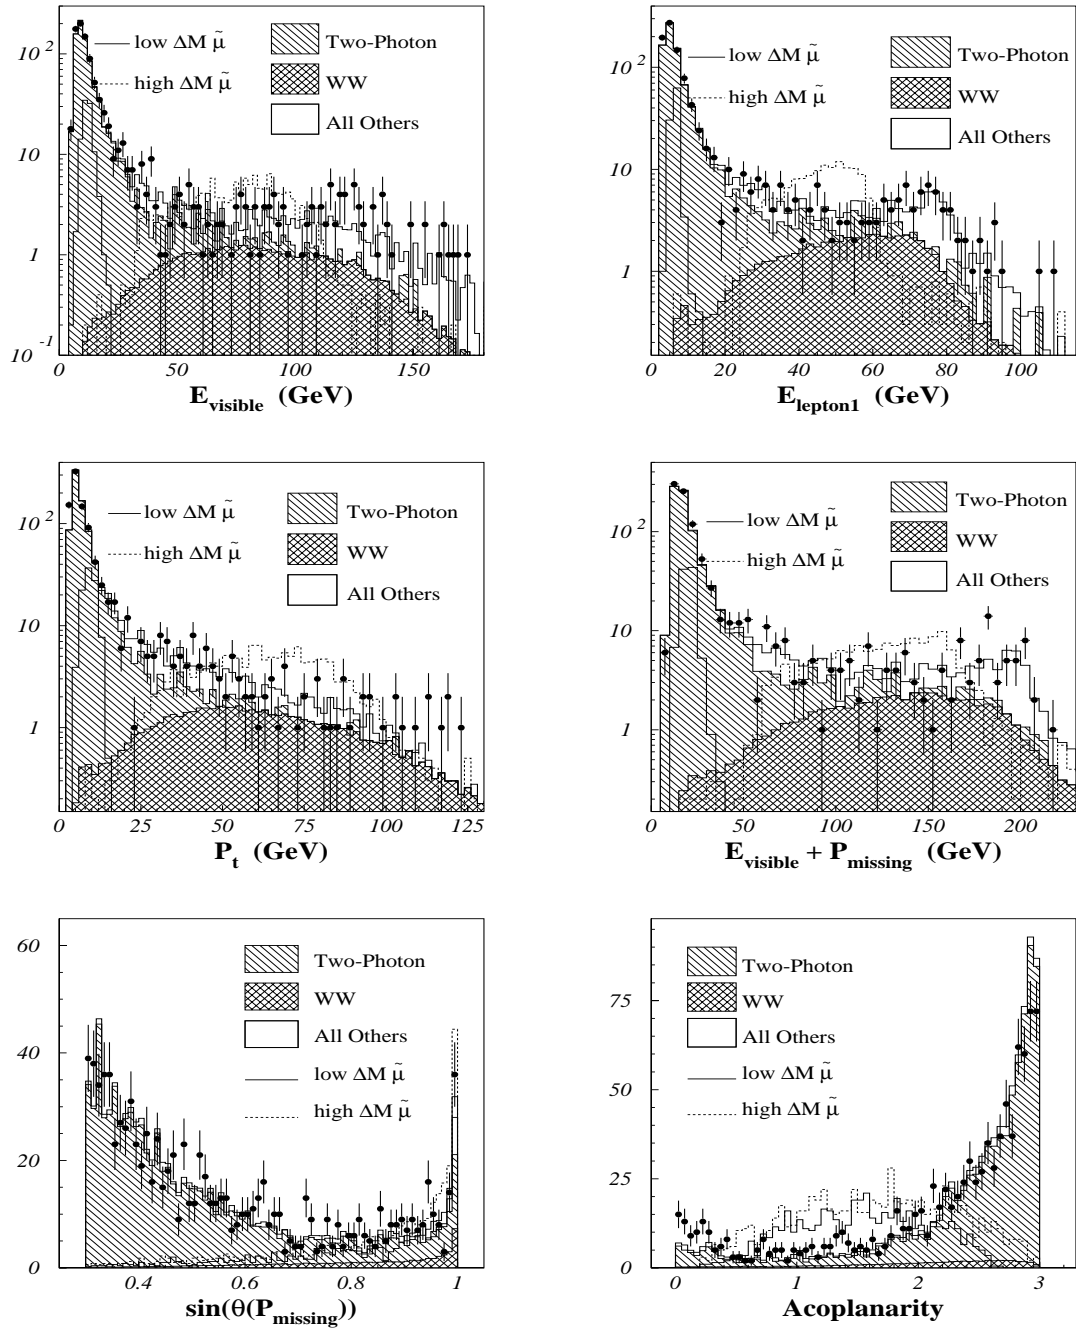 10²
10
1
10⁻¹
low ΔM μ̃
high ΔM μ̃
Two-Photon
WW
All Others
0 50 100 150
E_visible (GeV)
10²
10
1
low ΔM μ̃
high ΔM μ̃
Two-Photon
WW
All Others
0 20 40 60 80 100
E_lepton1 (GeV)
10²
10
1
low ΔM μ̃
high ΔM μ̃
Two-Photon
WW
All Others
0 25 50 75 100 125
P_t (GeV)
10²
10
1
low ΔM μ̃
high ΔM μ̃
Two-Photon
WW
All Others
0 50 100 150 200
E_visible + P_missing (GeV)
60
40
20
0
Two-Photon
WW
All Others
low ΔM μ̃
high ΔM μ̃
0.4 0.6 0.8 1
sin(θ(P_missing))
75
50
25
0
Two-Photon
WW
All Others
low ΔM μ̃
high ΔM μ̃
0 1 2 3
Acoplanarity